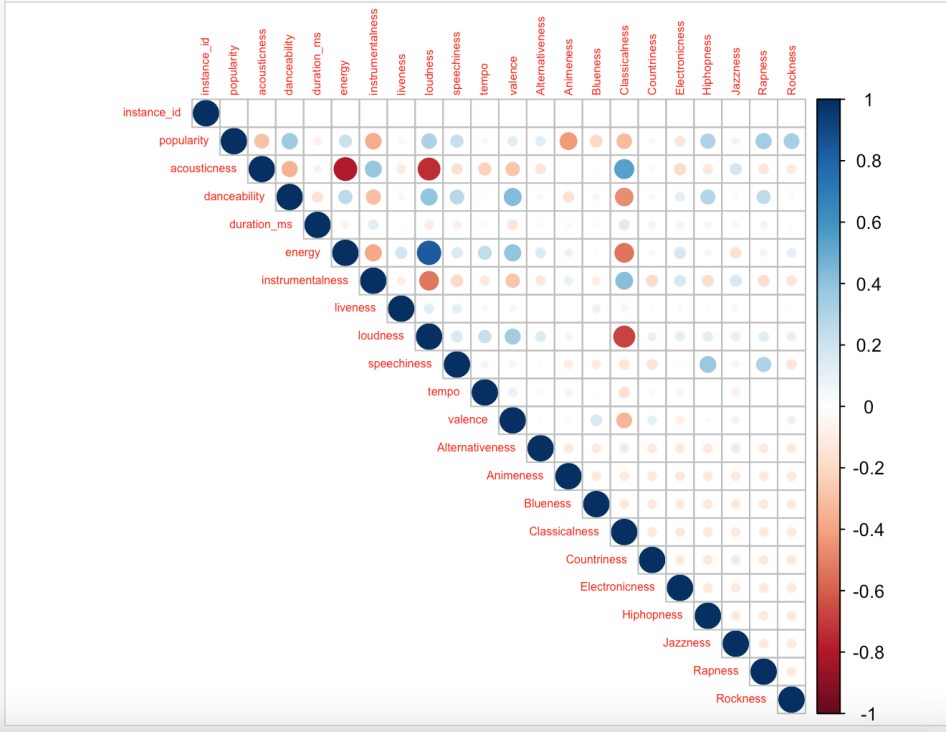 instance_id
popularity
acousticness
danceability
duration_ms
energy
instrumentalness
liveness
loudness
speechiness
tempo
valence
Alternativeness
Animeness
Blueness
Classicalness
Countriness
Electronicness
Hiphopness
Jazzness
Rapness
Rockness
instance_id
popularity
acousticness
danceability
duration_ms
energy
instrumentalness
liveness
loudness
speechiness
tempo
valence
Alternativeness
Animeness
Blueness
Classicalness
Countriness
Electronicness
Hiphopness
Jazzness
Rapness
Rockness
1
0.8
0.6
0.4
0.2
0
-0.2
-0.4
-0.6
-0.8
-1